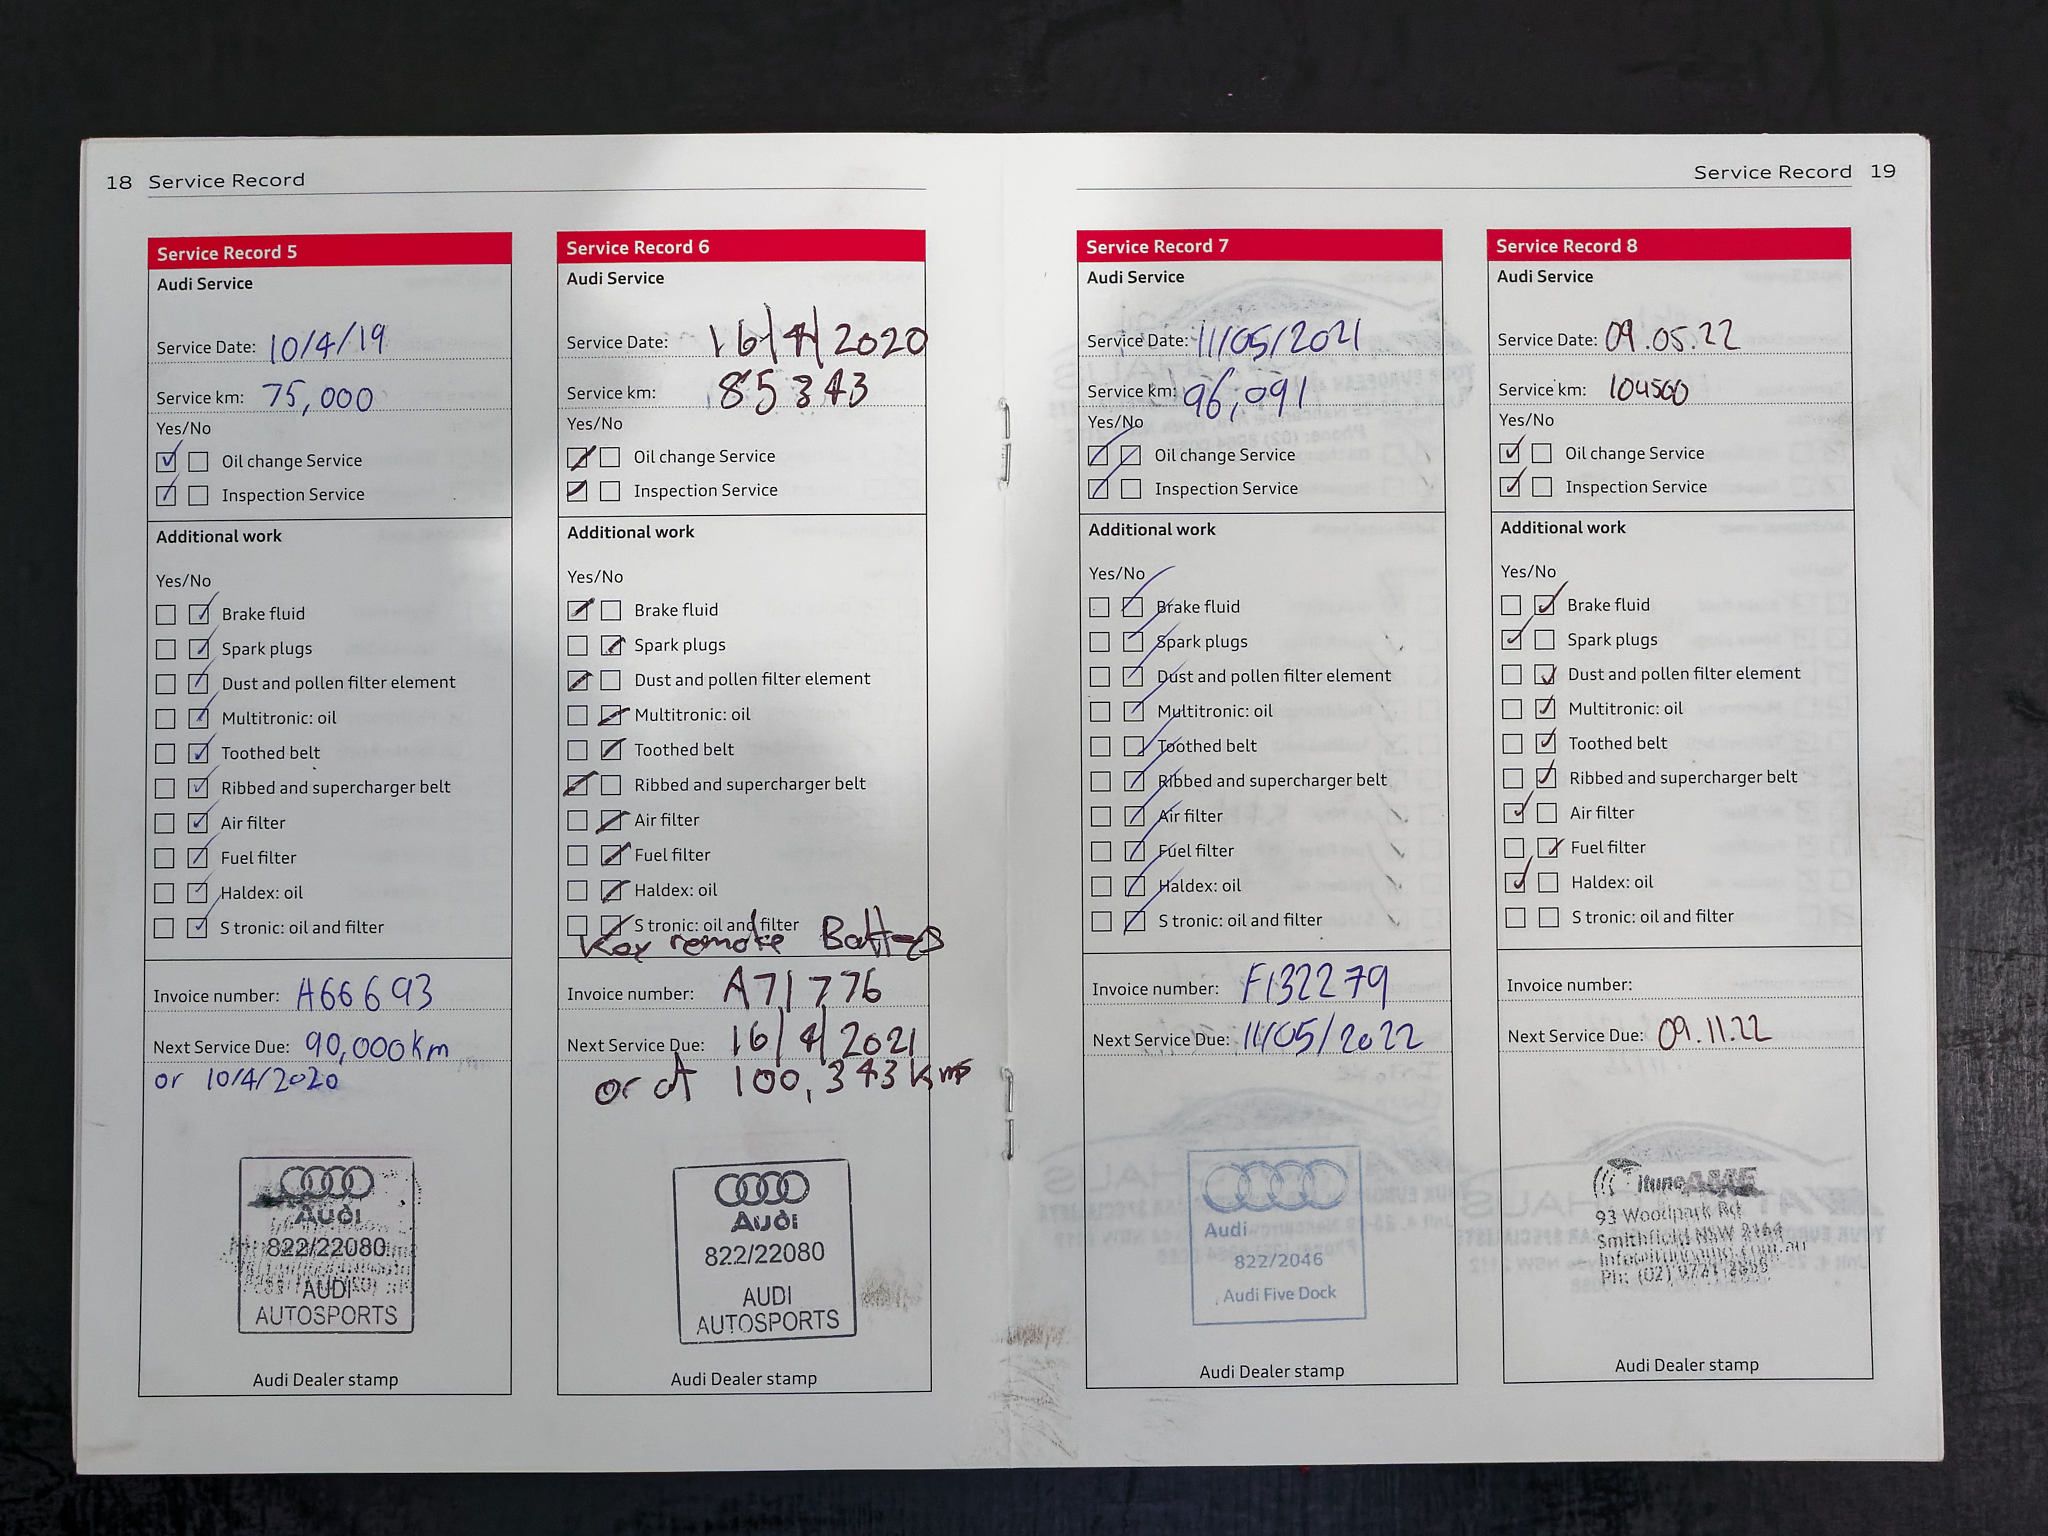 18 Service Record
Service Record 5
Audi Service
Service Date: 10/4/19
Service km: 75,000
Yes/No
Oil change Service
Inspection Service
Additional work
Yes/No
Brake fluid
Spark plugs
Dust and pollen filter element
Multitronic: oil
Toothed belt
Ribbed and supercharger belt
Air filter
Fuel filter
Haldex: oil
S tronic: oil and filter
Invoice number: A66693
Next Service Due: 90,000km
or 10/4/2020
Audi
822/22080
AUDI
AUTOSPORTS
Audi Dealer stamp
Service Record 6
Audi Service
Service Date: 16/4/2020
Service km: 85343
Yes/No
Oil change Service
Inspection Service
Additional work
Yes/No
Brake fluid
Spark plugs
Dust and pollen filter element
Multitronic: oil
Toothed belt
Ribbed and supercharger belt
Air filter
Fuel filter
Haldex: oil
S tronic: oil and filter
Key remote Batterys
Invoice number: A71776
Next Service Due: 16/4/2021
or at 100,343kms
Audi
822/22080
AUDI
AUTOSPORTS
Audi Dealer stamp
Service Record 19
Service Record 7
Audi Service
Service Date: 11/05/2021
Service km: 96,091
Yes/No
Oil change Service
Inspection Service
Additional work
Yes/No
Brake fluid
Spark plugs
Dust and pollen filter element
Multitronic: oil
Toothed belt
Ribbed and supercharger belt
Air filter
Fuel filter
Haldex: oil
S tronic: oil and filter
Invoice number: F132279
Next Service Due: 11/05/2022
Audi
822/2046
Audi Five Dock
Audi Dealer stamp
Service Record 8
Audi Service
Service Date: 09.05.22
Service km: 104500
Yes/No
Oil change Service
Inspection Service
Additional work
Yes/No
Brake fluid
Spark plugs
Dust and pollen filter element
Multitronic: oil
Toothed belt
Ribbed and supercharger belt
Air filter
Fuel filter
Haldex: oil
S tronic: oil and filter
Invoice number:
Next Service Due: 09.11.22
93 Woodpark Rd
Smithfield NSW 2164
Ph: (02) 9721
Audi Dealer stamp